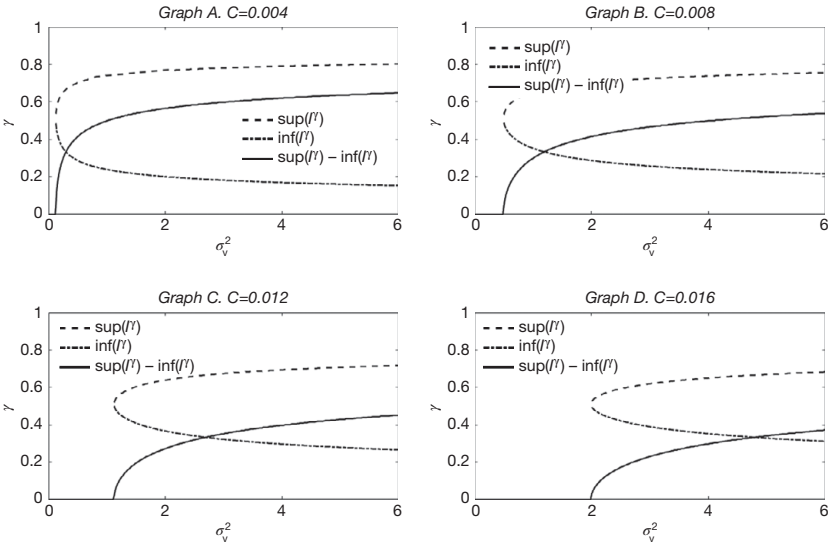 Graph A. C=0.004
1
0.8
0.6
γ
0.4
0.2
0
0 2 4 6
σ²ᵥ
sup(Iᵞ)
inf(Iᵞ)
sup(Iᵞ) – inf(Iᵞ)
Graph B. C=0.008
1
0.8
0.6
γ
0.4
0.2
0
0 2 4 6
σ²ᵥ
sup(Iᵞ)
inf(Iᵞ)
sup(Iᵞ) – inf(Iᵞ)
Graph C. C=0.012
1
0.8
0.6
γ
0.4
0.2
0
0 2 4 6
σ²ᵥ
sup(Iᵞ)
inf(Iᵞ)
sup(Iᵞ) – inf(Iᵞ)
Graph D. C=0.016
1
0.8
0.6
γ
0.4
0.2
0
0 2 4 6
σ²ᵥ
sup(Iᵞ)
inf(Iᵞ)
sup(Iᵞ) – inf(Iᵞ)